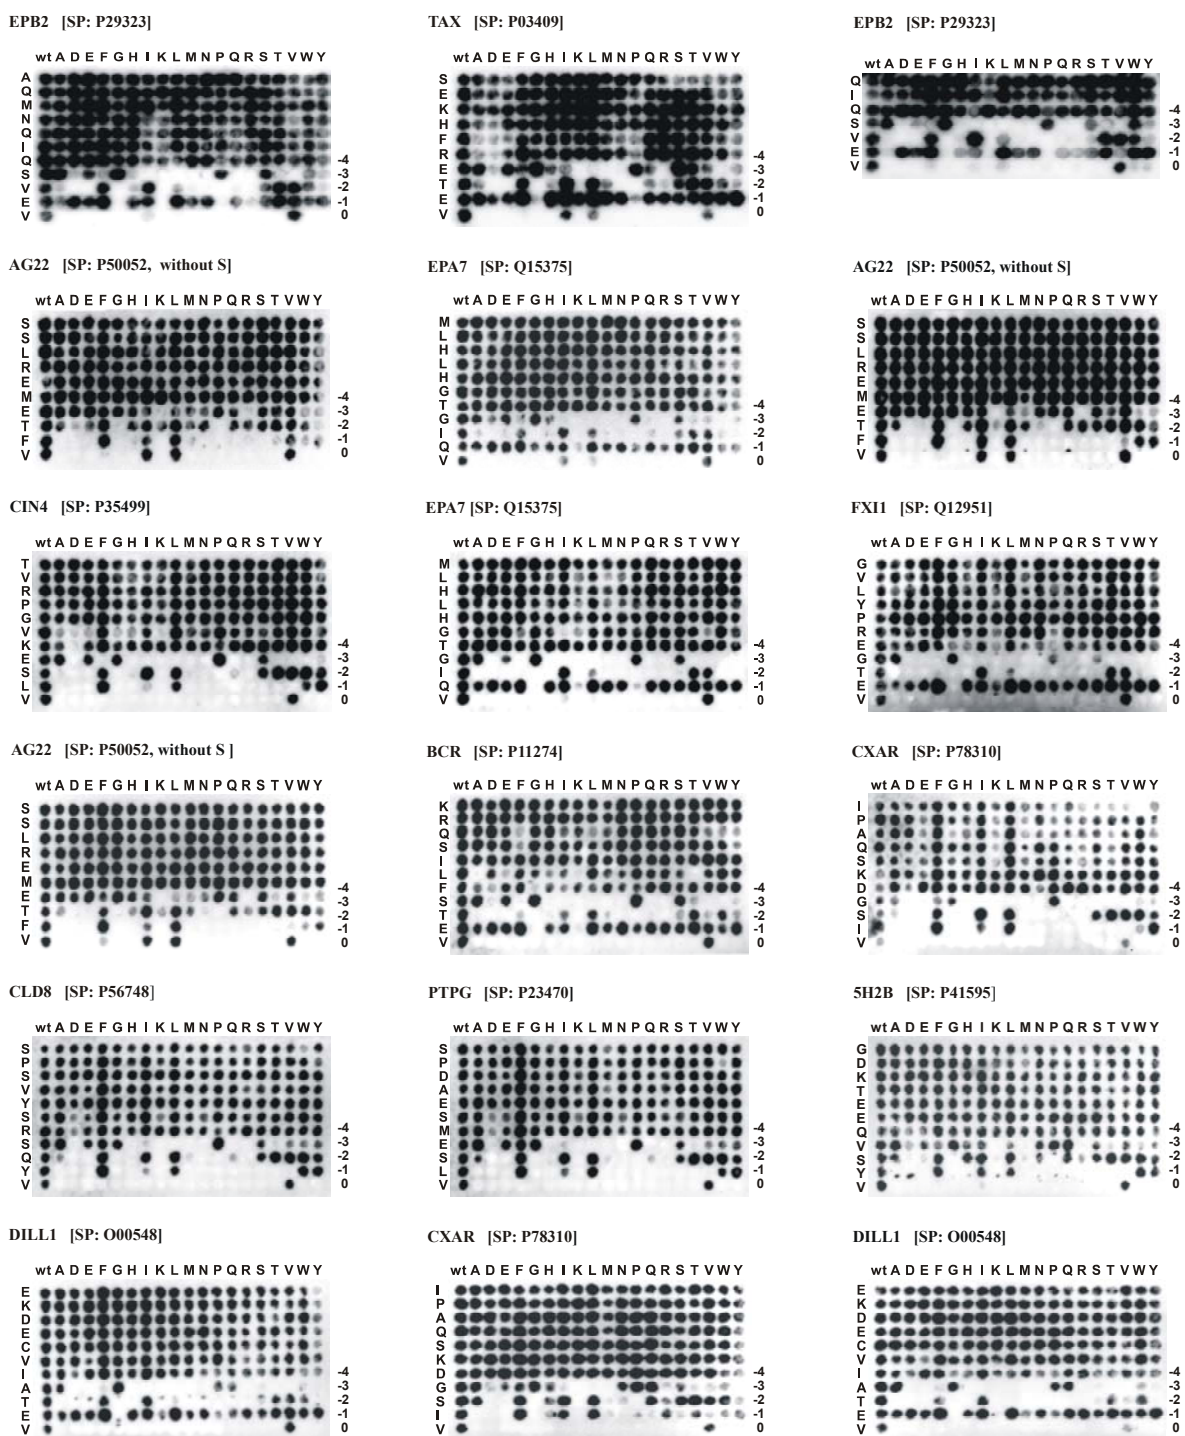 EPB2 [SP: P29323]
wt A D E F G H I K L M N P Q R S T V W Y
A
Q
M
N
Q
I
Q -4
S -3
V -2
E -1
V 0
TAX [SP: P03409]
wt A D E F G H I K L M N P Q R S T V W Y
S
E
K
H
F
R -4
E -3
T -2
E -1
V 0
EPB2 [SP: P29323]
wt A D E F G H I K L M N P Q R S T V W Y
Q
I
Q -4
S -3
V -2
E -1
V 0
AG22 [SP: P50052, without S]
wt A D E F G H I K L M N P Q R S T V W Y
S
S
L
R
E
M -4
E -3
T -2
F -1
V 0
EPA7 [SP: Q15375]
wt A D E F G H I K L M N P Q R S T V W Y
M
L
H
L
H
G
T -4
G -3
I -2
Q -1
V 0
AG22 [SP: P50052, without S]
wt A D E F G H I K L M N P Q R S T V W Y
S
S
L
R
E
M -4
E -3
T -2
F -1
V 0
CIN4 [SP: P35499]
wt A D E F G H I K L M N P Q R S T V W Y
T
V
R
P
G
V
K -4
E -3
S -2
L -1
V 0
EPA7 [SP: Q15375]
wt A D E F G H I K L M N P Q R S T V W Y
M
L
H
L
H
G
T -4
G -3
I -2
Q -1
V 0
FXI1 [SP: Q12951]
wt A D E F G H I K L M N P Q R S T V W Y
G
V
L
Y
P
R
E -4
G -3
T -2
E -1
V 0
AG22 [SP: P50052, without S ]
wt A D E F G H I K L M N P Q R S T V W Y
S
S
L
R
E
M -4
E -3
T -2
F -1
V 0
BCR [SP: P11274]
wt A D E F G H I K L M N P Q R S T V W Y
K
R
Q
S
I
L
F -4
S -3
T -2
E -1
V 0
CXAR [SP: P78310]
wt A D E F G H I K L M N P Q R S T V W Y
I
P
A
Q
S
K
D -4
G -3
S -2
I -1
V 0
CLD8 [SP: P56748]
wt A D E F G H I K L M N P Q R S T V W Y
S
P
S
V
Y
S
R -4
S -3
Q -2
Y -1
V 0
PTPG [SP: P23470]
wt A D E F G H I K L M N P Q R S T V W Y
S
P
D
A
E
S
M -4
E -3
S -2
L -1
V 0
5H2B [SP: P41595]
wt A D E F G H I K L M N P Q R S T V W Y
G
D
K
T
E
E
Q -4
V -3
S -2
Y -1
V 0
DILL1 [SP: O00548]
wt A D E F G H I K L M N P Q R S T V W Y
E
K
D
E
C
V
I -4
A -3
T -2
E -1
V 0
CXAR [SP: P78310]
wt A D E F G H I K L M N P Q R S T V W Y
I
P
A
Q
S
K
D -4
G -3
S -2
I -1
V 0
DILL1 [SP: O00548]
wt A D E F G H I K L M N P Q R S T V W Y
E
K
D
E
C
V
I -4
A -3
T -2
E -1
V 0